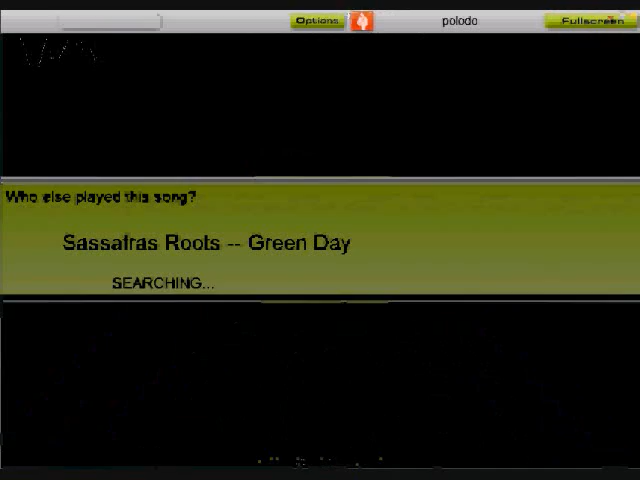 Options
polodo
Fullscreen
Who else played this song?
Sassafras Roots -- Green Day
SEARCHING...